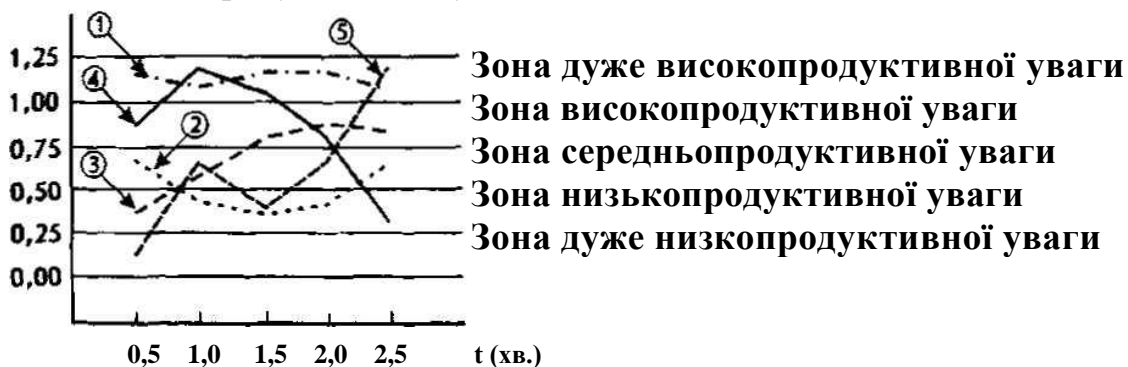 ①
⑤
1,25
Зона дуже високопродуктивної уваги
④
1,00
Зона високопродуктивної уваги
②
0,75
Зона середньопродуктивної уваги
③
0,50
Зона низькопродуктивної уваги
0,25
Зона дуже низкопродуктивної уваги
0,00
0,5 1,0 1,5 2,0 2,5 t (хв.)